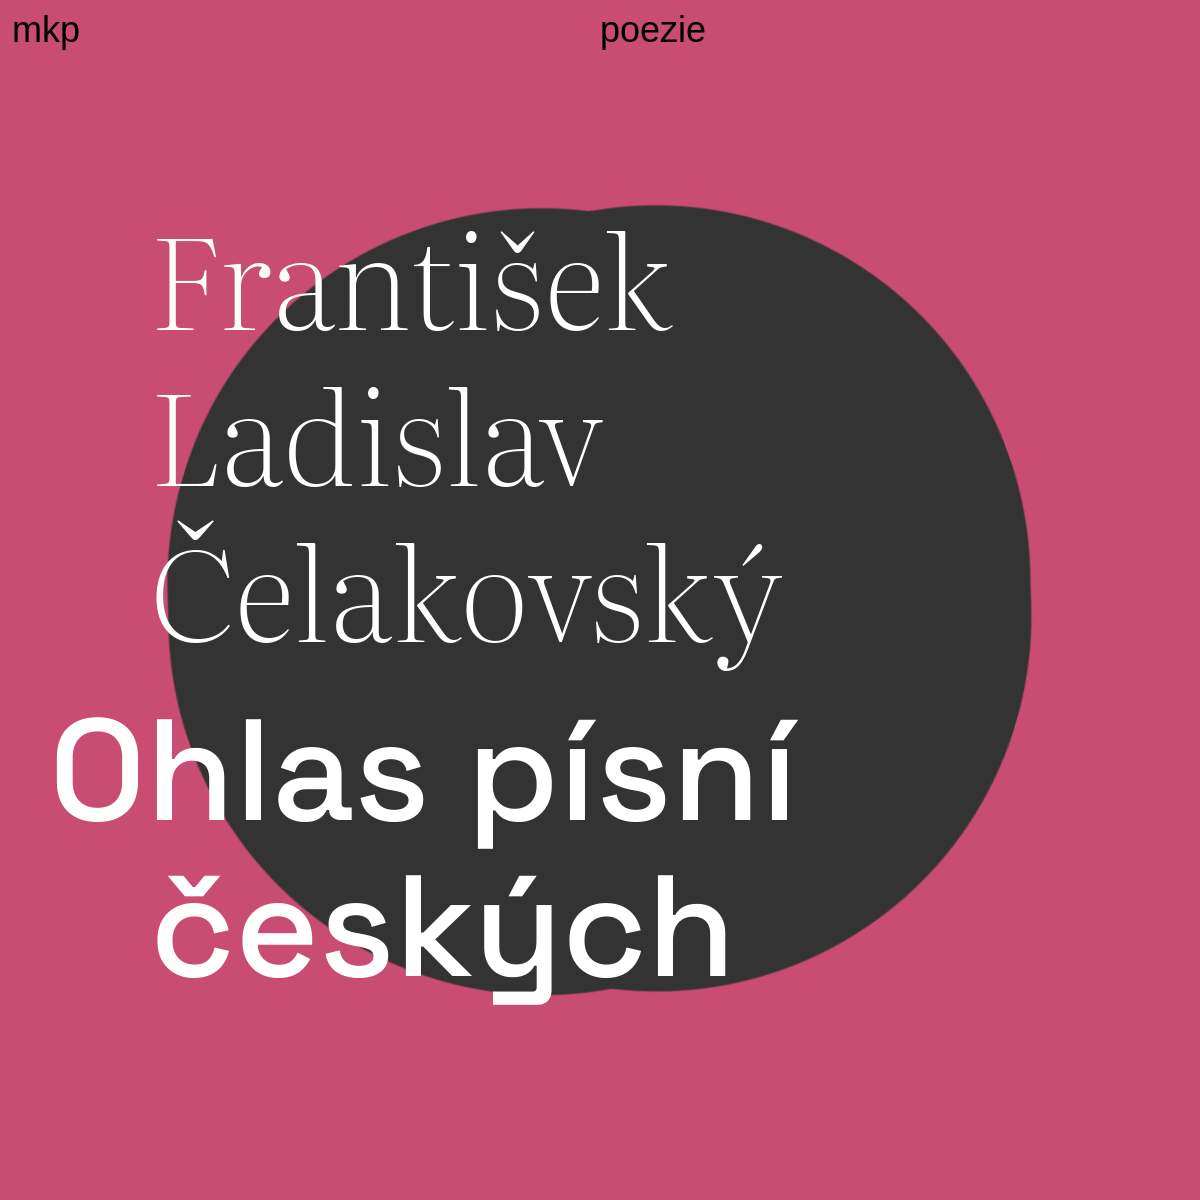 mkp
poezie
František
Ladislav
Čelakovský
Ohlas písní
českých